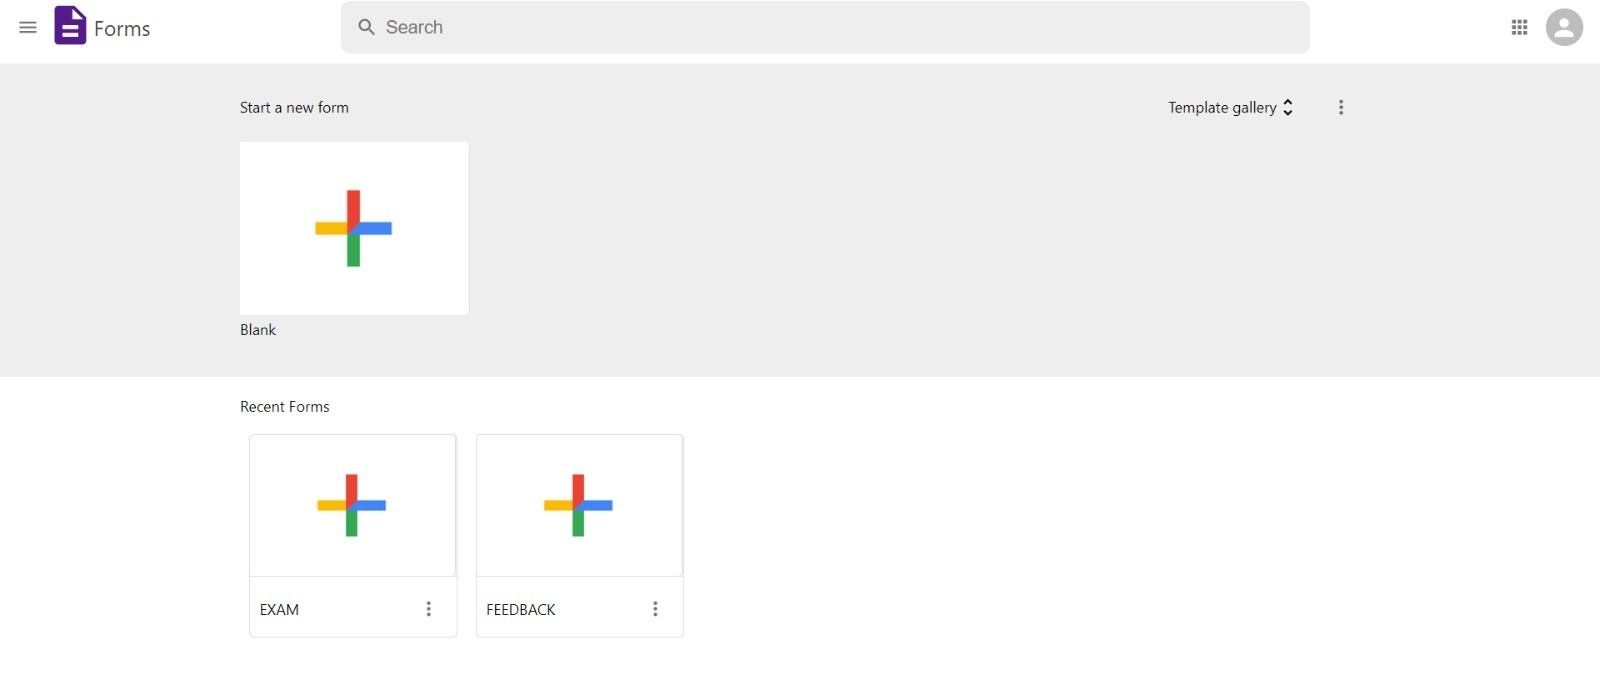 Forms
Search
Start a new form
Template gallery
Blank
Recent Forms
EXAM
FEEDBACK